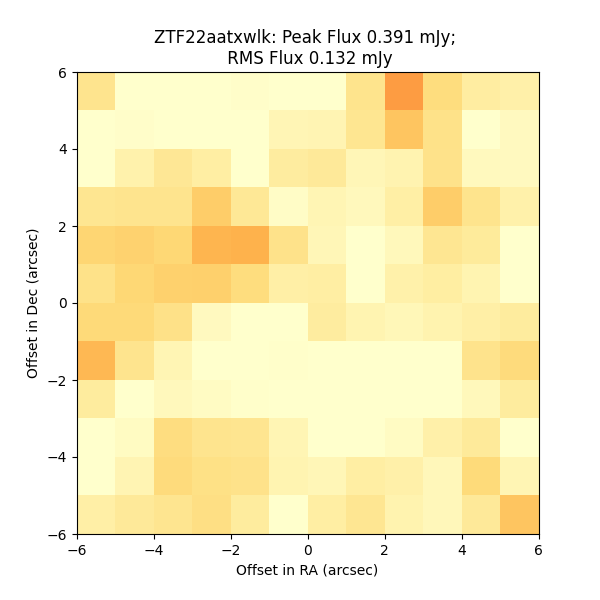 ZTF22aatxwlk: Peak Flux 0.391 mJy;
RMS Flux 0.132 mJy
6
4
2
0
−2
−4
−6
Offset in Dec (arcsec)
−6 −4 −2 0 2 4 6
Offset in RA (arcsec)